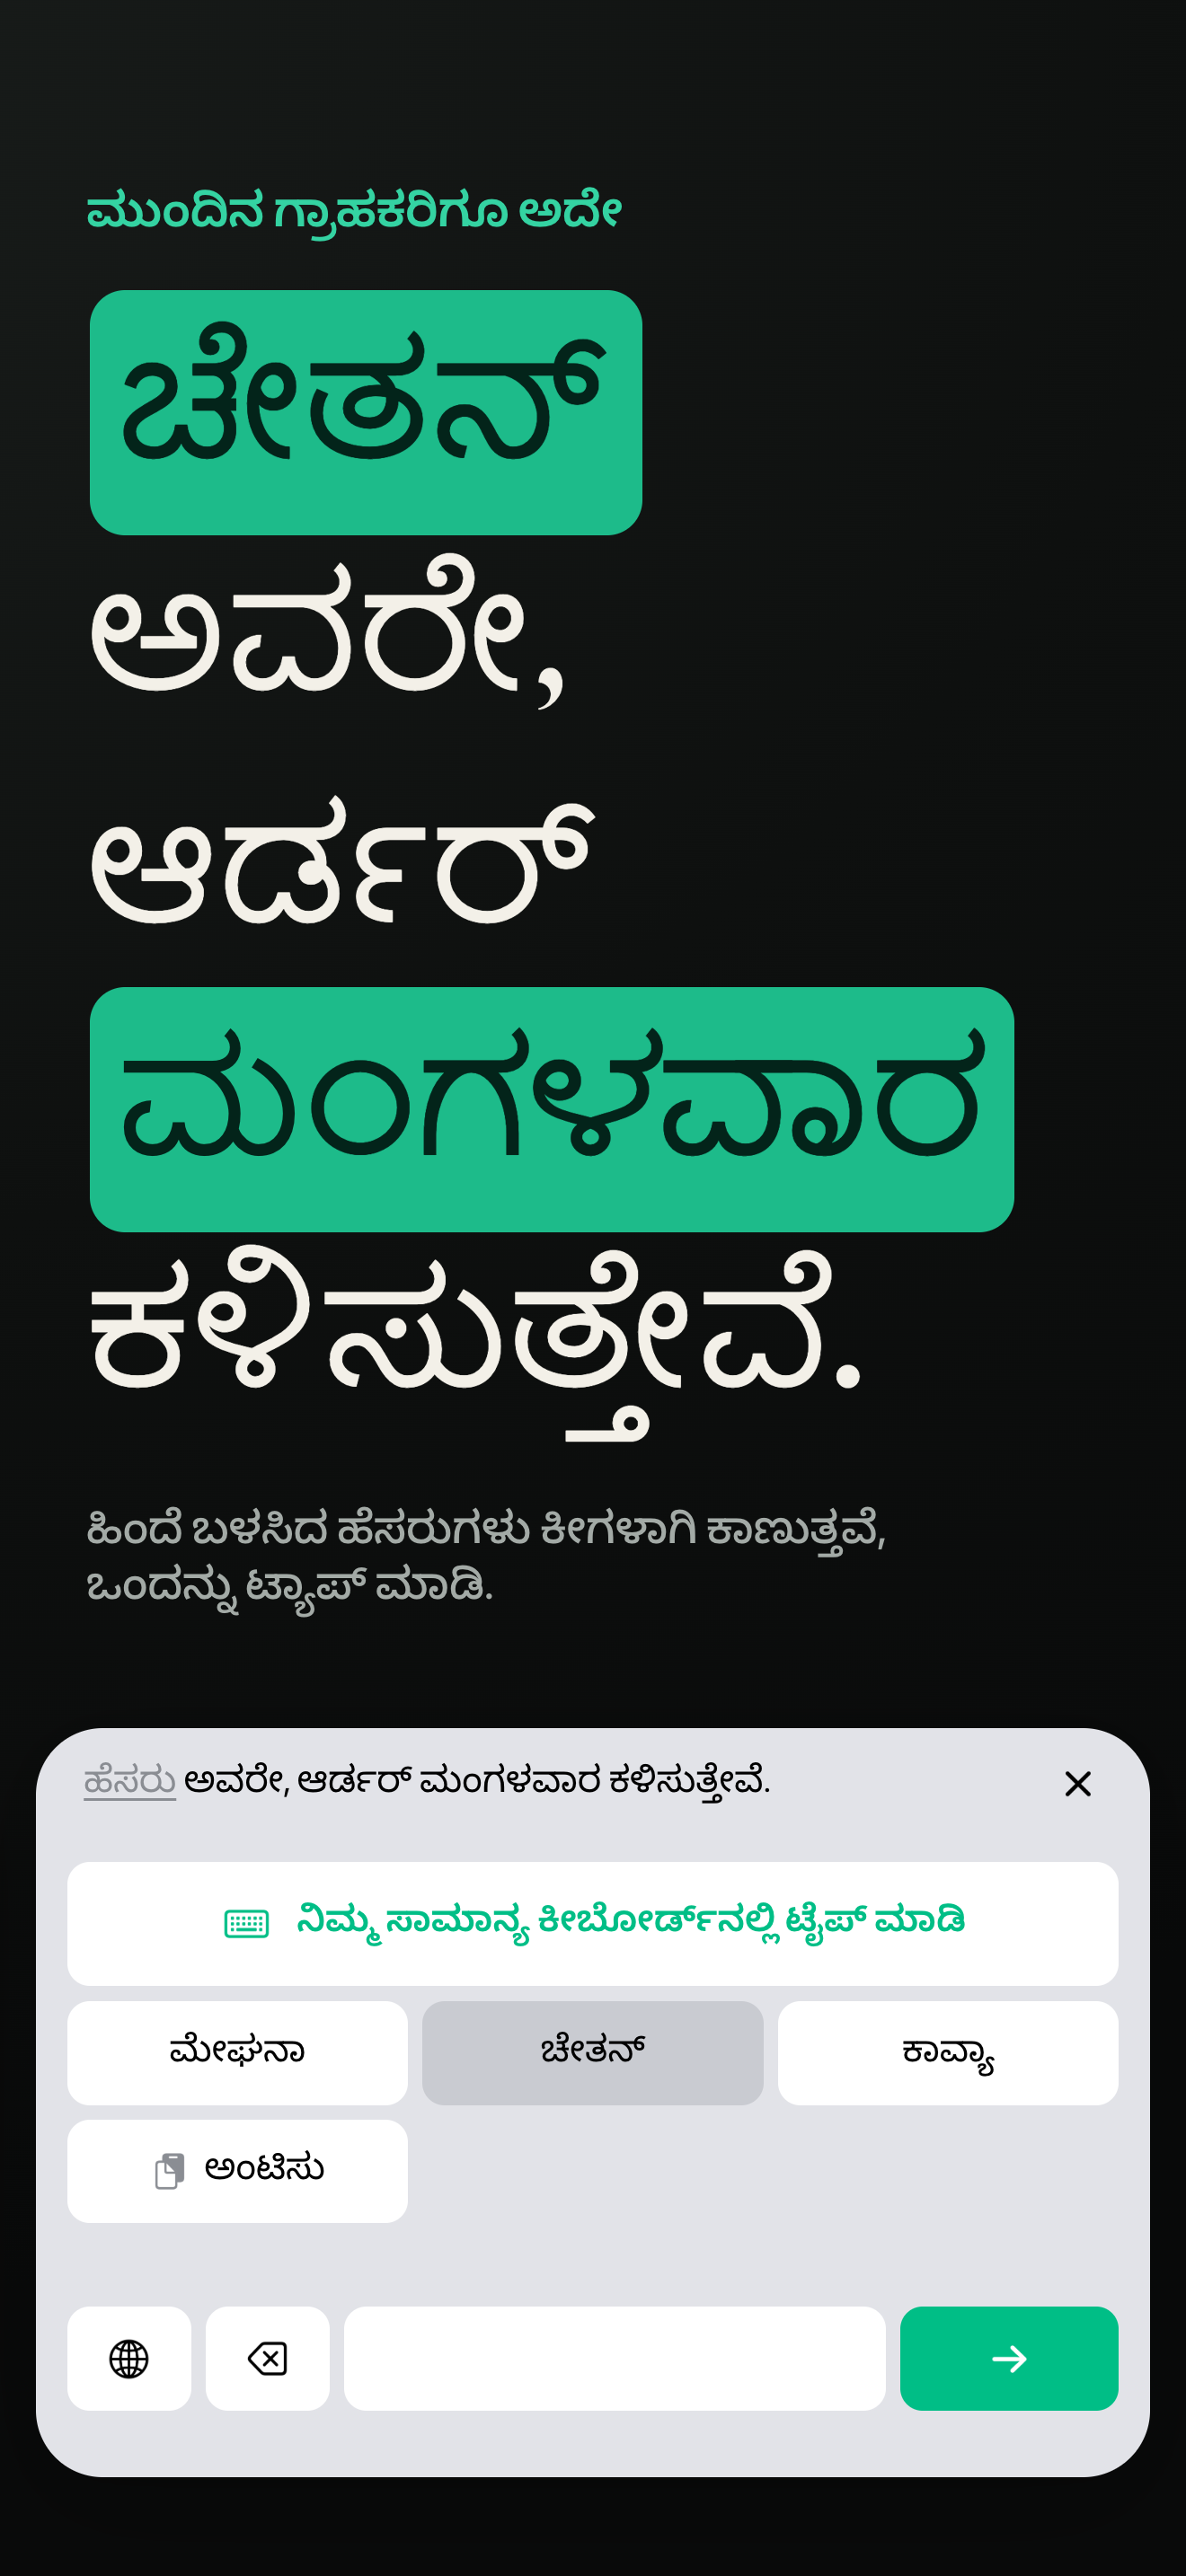 ಮುಂದಿನ ಗ್ರಾಹಕರಿಗೂ ಅದೇ
ಚೇತನ್
ಅವರೇ,
ಆರ್ಡರ್
ಮಂಗಳವಾರ
ಕಳಿಸುತ್ತೇವೆ.
ಹಿಂದೆ ಬಳಸಿದ ಹೆಸರುಗಳು ಕೀಗಳಾಗಿ ಕಾಣುತ್ತವೆ,
ಒಂದನ್ನು ಟ್ಯಾಪ್ ಮಾಡಿ.
ಹೆಸರು ಅವರೇ, ಆರ್ಡರ್ ಮಂಗಳವಾರ ಕಳಿಸುತ್ತೇವೆ.
ನಿಮ್ಮ ಸಾಮಾನ್ಯ ಕೀಬೋರ್ಡ್‌ನಲ್ಲಿ ಟೈಪ್ ಮಾಡಿ
ಮೇಘನಾ ಚೇತನ್ ಕಾವ್ಯಾ
ಅಂಟಿಸು